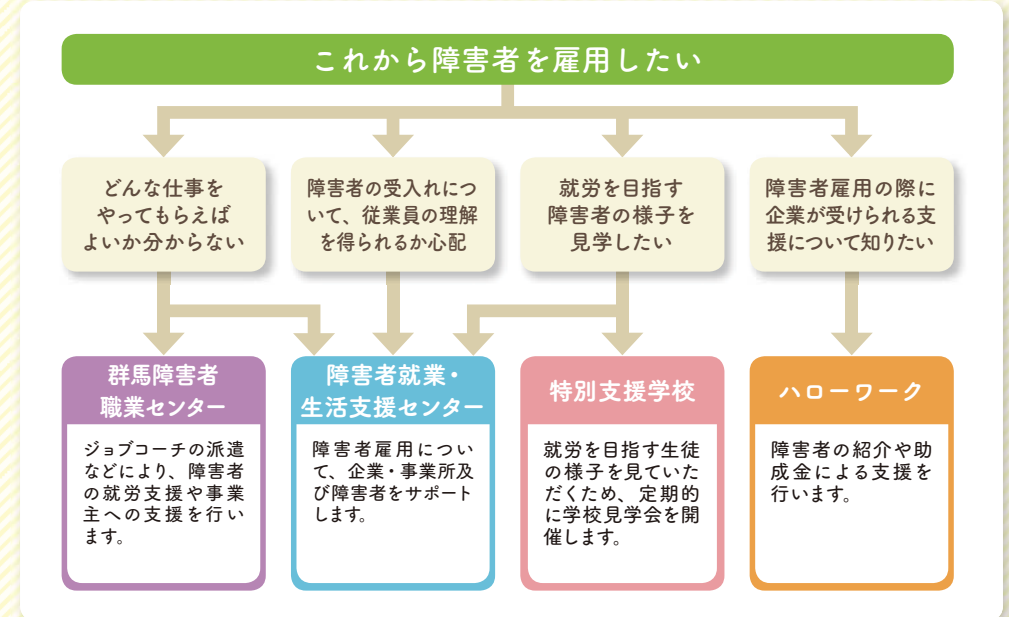 これから障害者を雇用したい
どんな仕事を
やってもらえば
よいか分からない
障害者の受入れにつ
いて、従業員の理解
を得られるか心配
就労を目指す
障害者の様子を
見学したい
障害者雇用の際に
企業が受けられる支
援について知りたい
群馬障害者
職業センター
ジョブコーチの派遣
などにより、障害者
の就労支援や事業
主への支援を行い
ます。
障害者就業・
生活支援センター
障害者雇用につい
て、企業・事業所及
び障害者をサポート
します。
特別支援学校
就労を目指す生徒
の様子を見ていた
だくため、定期的
に学校見学会を開
催します。
ハローワーク
障害者の紹介や助
成金による支援を
行います。